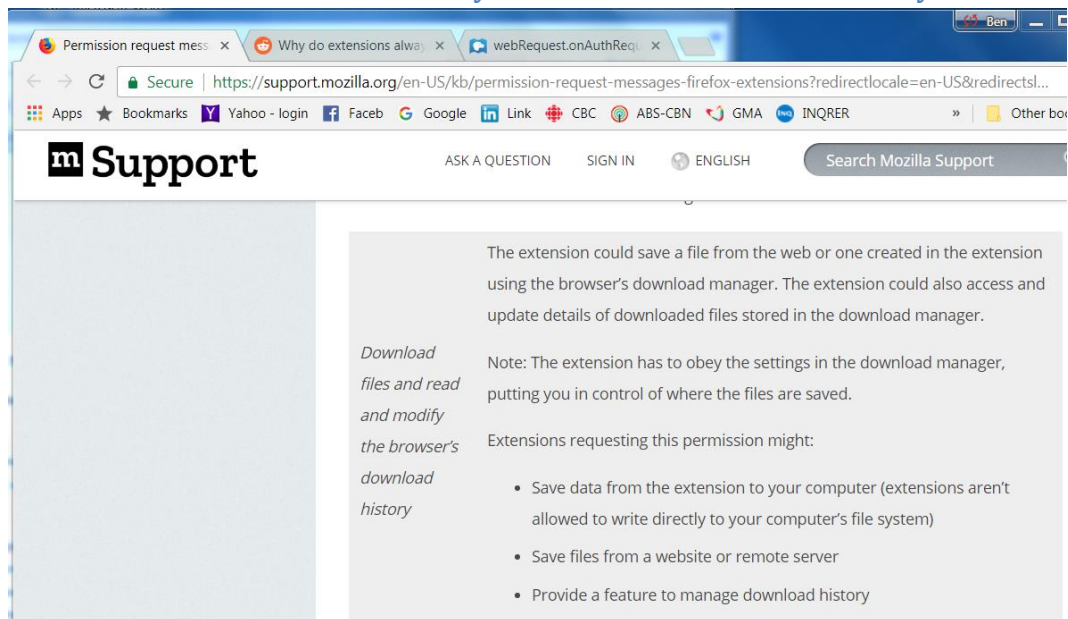 Ben
Permission request mess
Why do extensions alway
webRequest.onAuthRequ
Secure
https://support.mozilla.org/en-US/kb/permission-request-messages-firefox-extensions?redirectlocale=en-US&redirectsl...
Apps Bookmarks Yahoo - login Faceb Google Link CBC ABS-CBN GMA INQRER » Other boo
m Support
ASK A QUESTION SIGN IN ENGLISH Search Mozilla Support
The extension could save a file from the web or one created in the extension
using the browser's download manager. The extension could also access and
update details of downloaded files stored in the download manager.
Download
files and read
and modify
the browser's
download
history
Note: The extension has to obey the settings in the download manager,
putting you in control of where the files are saved.
Extensions requesting this permission might:
• Save data from the extension to your computer (extensions aren't
allowed to write directly to your computer's file system)
• Save files from a website or remote server
• Provide a feature to manage download history